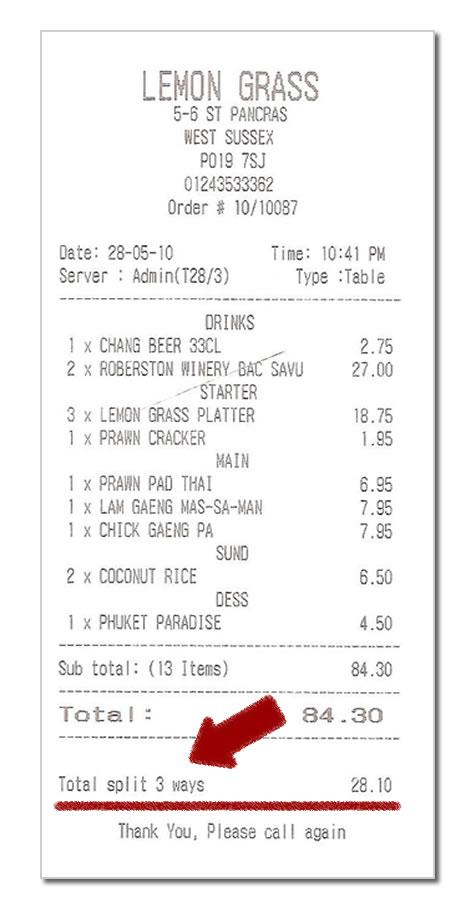 LEMON GRASS
5-6 ST PANCRAS
WEST SUSSEX
PO19 7SJ
01243533362
Order # 10/10087
Date: 28-05-10 Time: 10:41 PM
Server : Admin(T28/3) Type :Table
DRINKS
1 x CHANG BEER 33CL 2.75
2 x ROBERSTON WINERY BAC SAVU 27.00
STARTER
3 x LEMON GRASS PLATTER 18.75
1 x PRAWN CRACKER 1.95
MAIN
1 x PRAWN PAD THAI 6.95
1 x LAM GAENG MAS-SA-MAN 7.95
1 x CHICK GAENG PA 7.95
SUND
2 x COCONUT RICE 6.50
DESS
1 x PHUKET PARADISE 4.50
Sub total: (13 Items) 84.30
Total: 84.30
Total split 3 ways 28.10
Thank You, Please call again